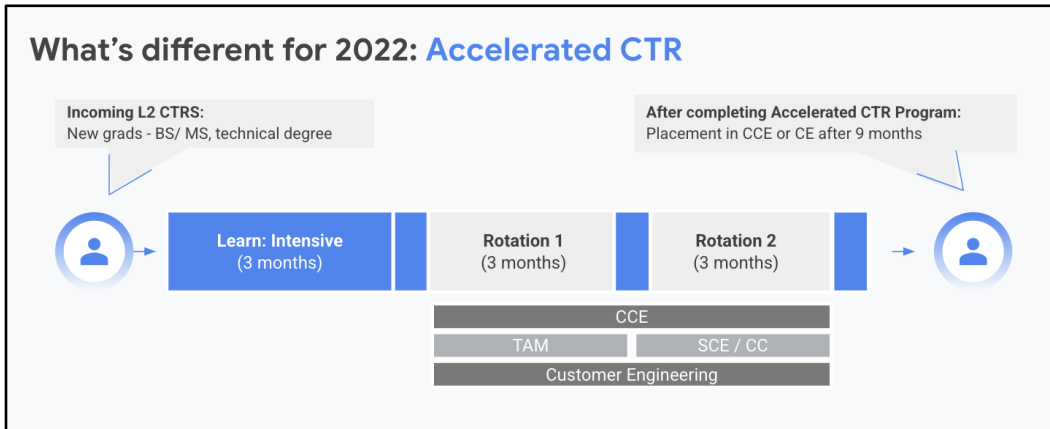 What's different for 2022: Accelerated CTR
Incoming L2 CTRS:
New grads - BS/ MS, technical degree
After completing Accelerated CTR Program:
Placement in CCE or CE after 9 months
Learn: Intensive
(3 months)
Rotation 1
(3 months)
Rotation 2
(3 months)
CCE
TAM
SCE / CC
Customer Engineering